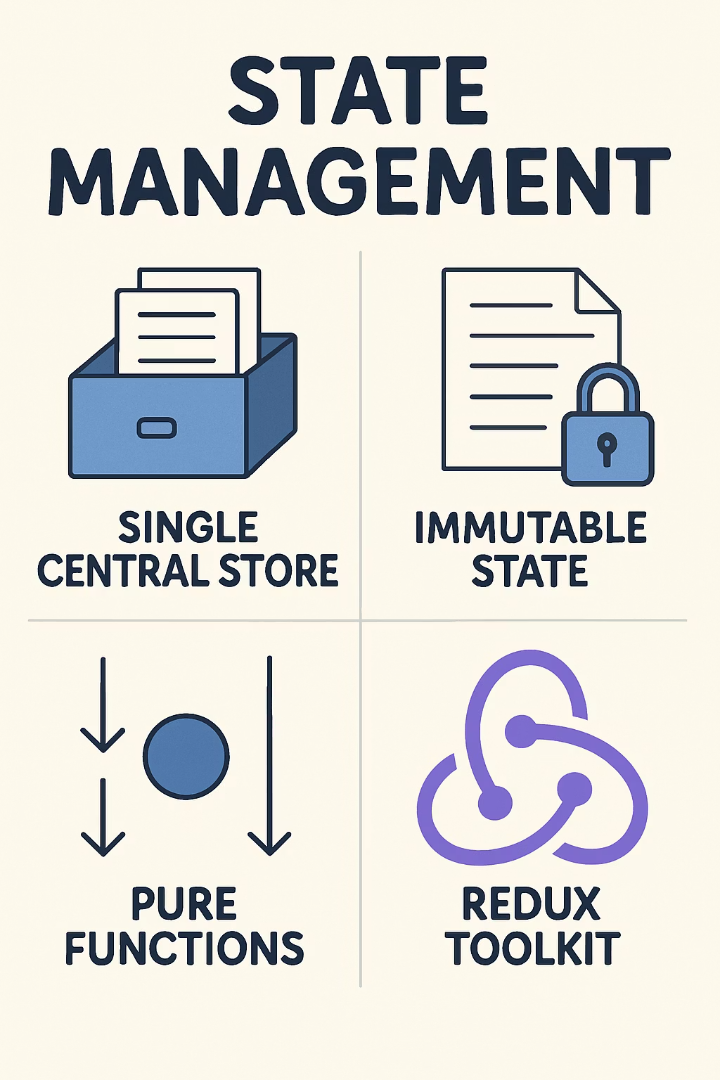 STATE
MANAGEMENT
SINGLE
CENTRAL STORE
IMMUTABLE
STATE
PURE
FUNCTIONS
REDUX
TOOLKIT